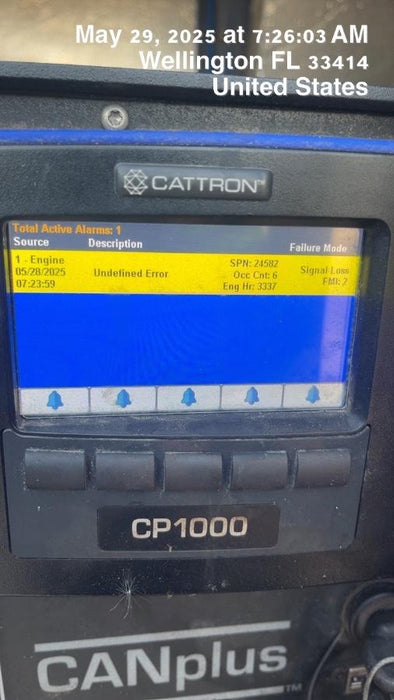 May 29, 2025 at 7:26:03 AM
Wellington FL 33414
United States
CATTRON™
Total Active Alarms: 1
Source Description Failure Mode
1 - Engine
05/28/2025
07:23:59
Undefined Error
SPN: 24582
Occ Cnt: 6
Eng Hr: 3337
Signal Loss
FMI: 2
CP1000
CANplus™